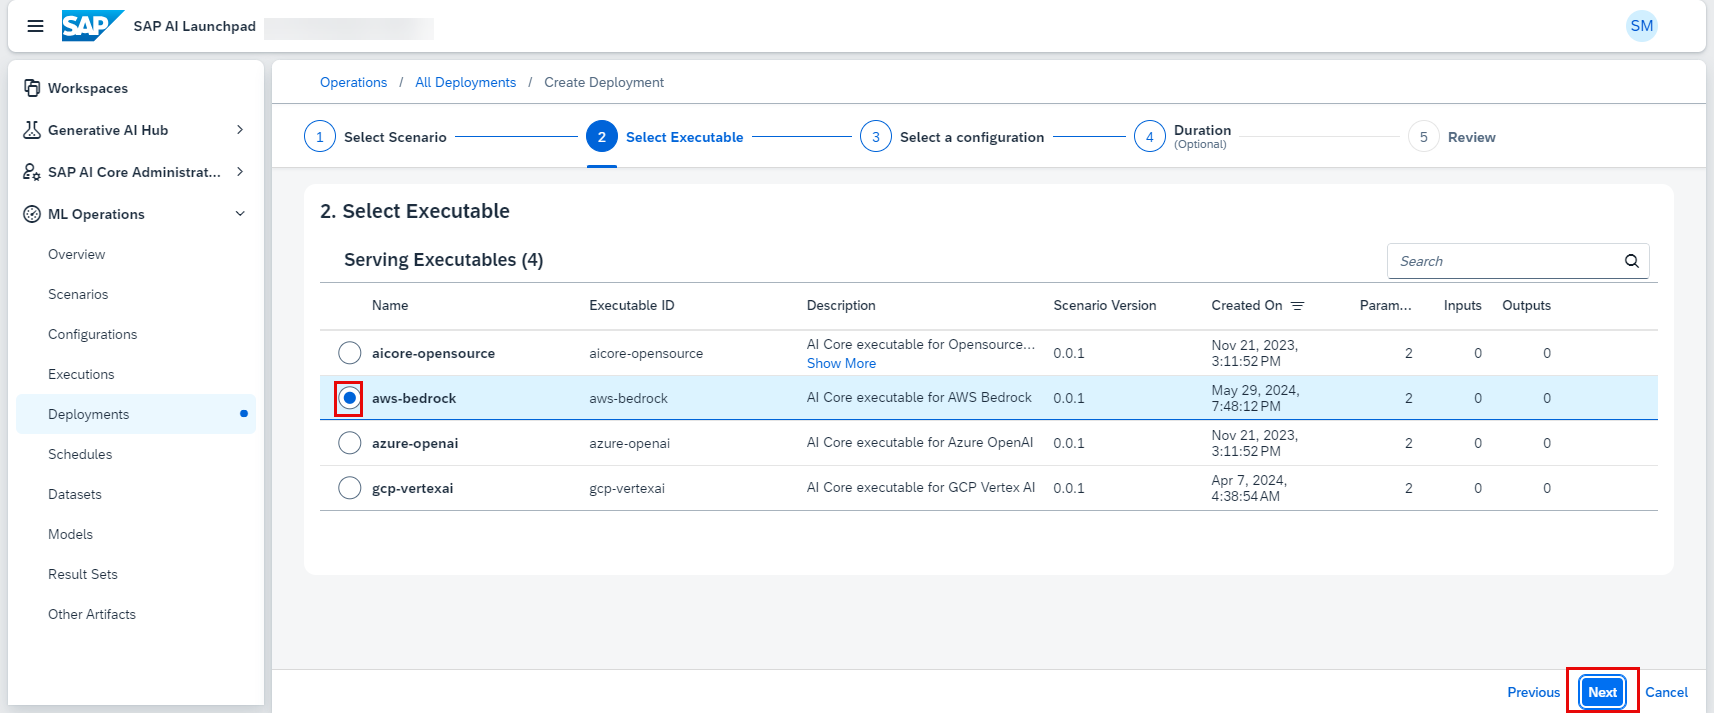 SAP SAP AI Launchpad SM
Workspaces
Generative AI Hub
SAP AI Core Administrat...
ML Operations
Overview
Scenarios
Configurations
Executions
Deployments
Schedules
Datasets
Models
Result Sets
Other Artifacts
Operations / All Deployments / Create Deployment
1 Select Scenario 2 Select Executable 3 Select a configuration 4 Duration (Optional) 5 Review
2. Select Executable
Serving Executables (4) Search
Name Executable ID Description Scenario Version Created On Param... Inputs Outputs
aicore-opensource aicore-opensource AI Core executable for Opensource... Show More 0.0.1 Nov 21, 2023, 3:11:52 PM 2 0 0
aws-bedrock aws-bedrock AI Core executable for AWS Bedrock 0.0.1 May 29, 2024, 7:48:12 PM 2 0 0
azure-openai azure-openai AI Core executable for Azure OpenAI 0.0.1 Nov 21, 2023, 3:11:52 PM 2 0 0
gcp-vertexai gcp-vertexai AI Core executable for GCP Vertex AI 0.0.1 Apr 7, 2024, 4:38:54 AM 2 0 0
Previous Next Cancel